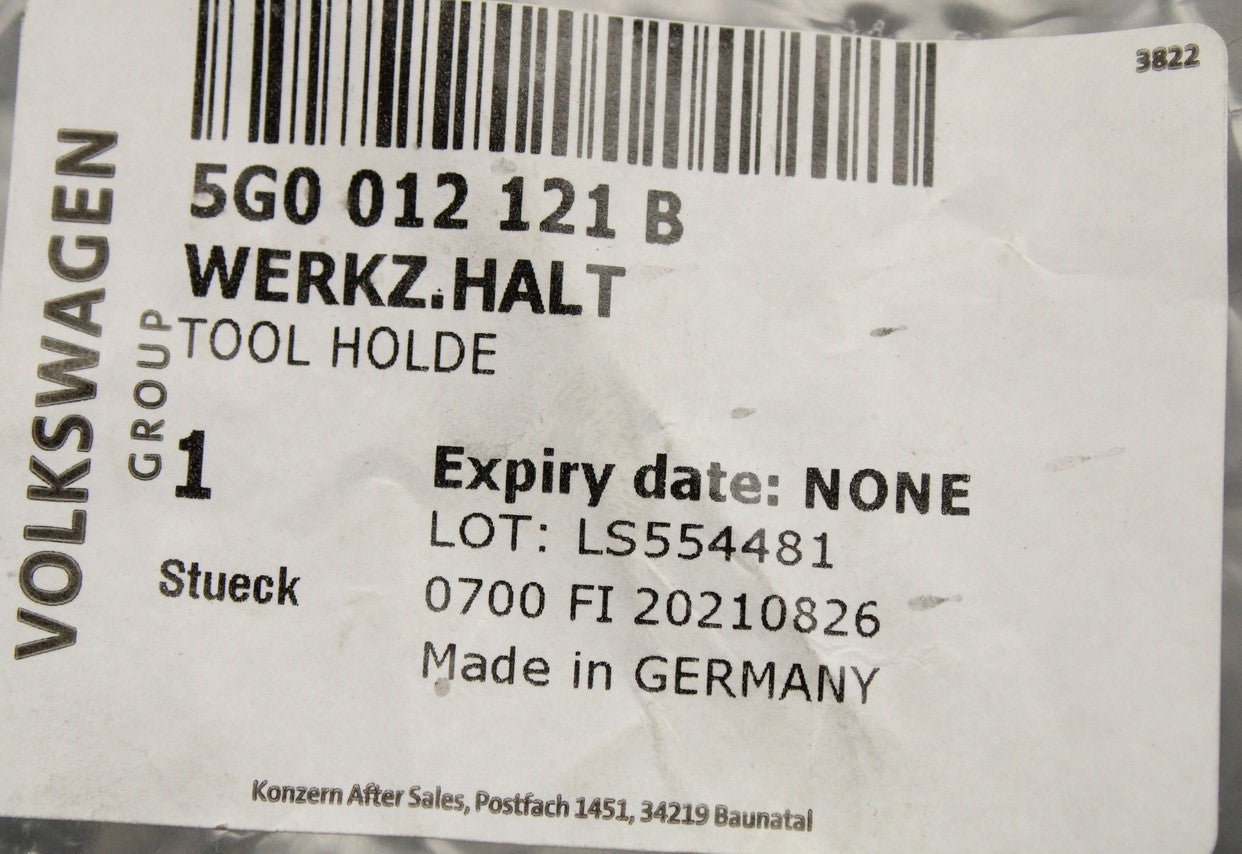 3822
5G0 012 121 B
WERKZ.HALT
TOOL HOLDE
VOLKSWAGEN
GROUP
1
Stueck
Expiry date: NONE
LOT: LS554481
0700 FI 20210826
Made in GERMANY
Konzern After Sales, Postfach 1451, 34219 Baunatal